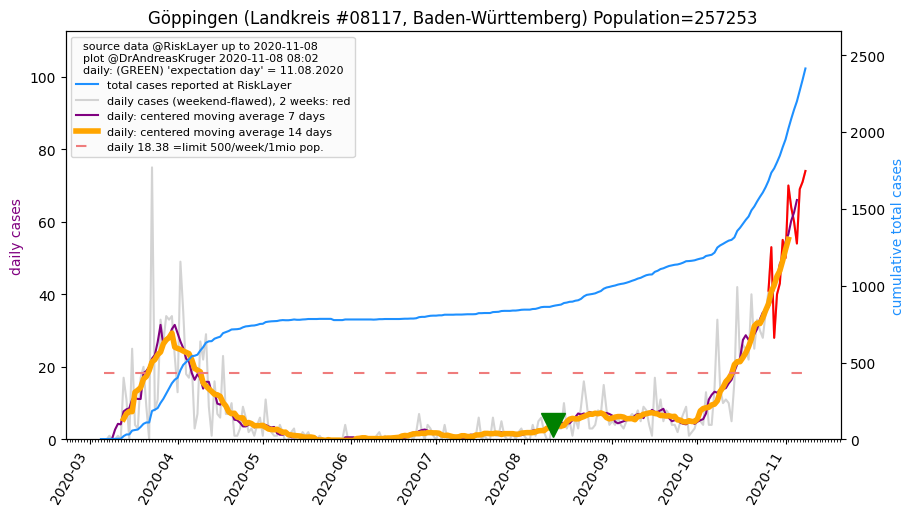 Göppingen (Landkreis #08117, Baden-Württemberg) Population=257253
source data @RiskLayer up to 2020-11-08
plot @DrAndreasKruger 2020-11-08 08:02
daily: (GREEN) 'expectation day' = 11.08.2020
total cases reported at RiskLayer
daily cases (weekend-flawed), 2 weeks: red
daily: centered moving average 7 days
daily: centered moving average 14 days
daily 18.38 =limit 500/week/1mio pop.
daily cases
100
80
60
40
20
0
cumulative total cases
2500
2000
1500
1000
500
0
2020-03
2020-04
2020-05
2020-06
2020-07
2020-08
2020-09
2020-10
2020-11